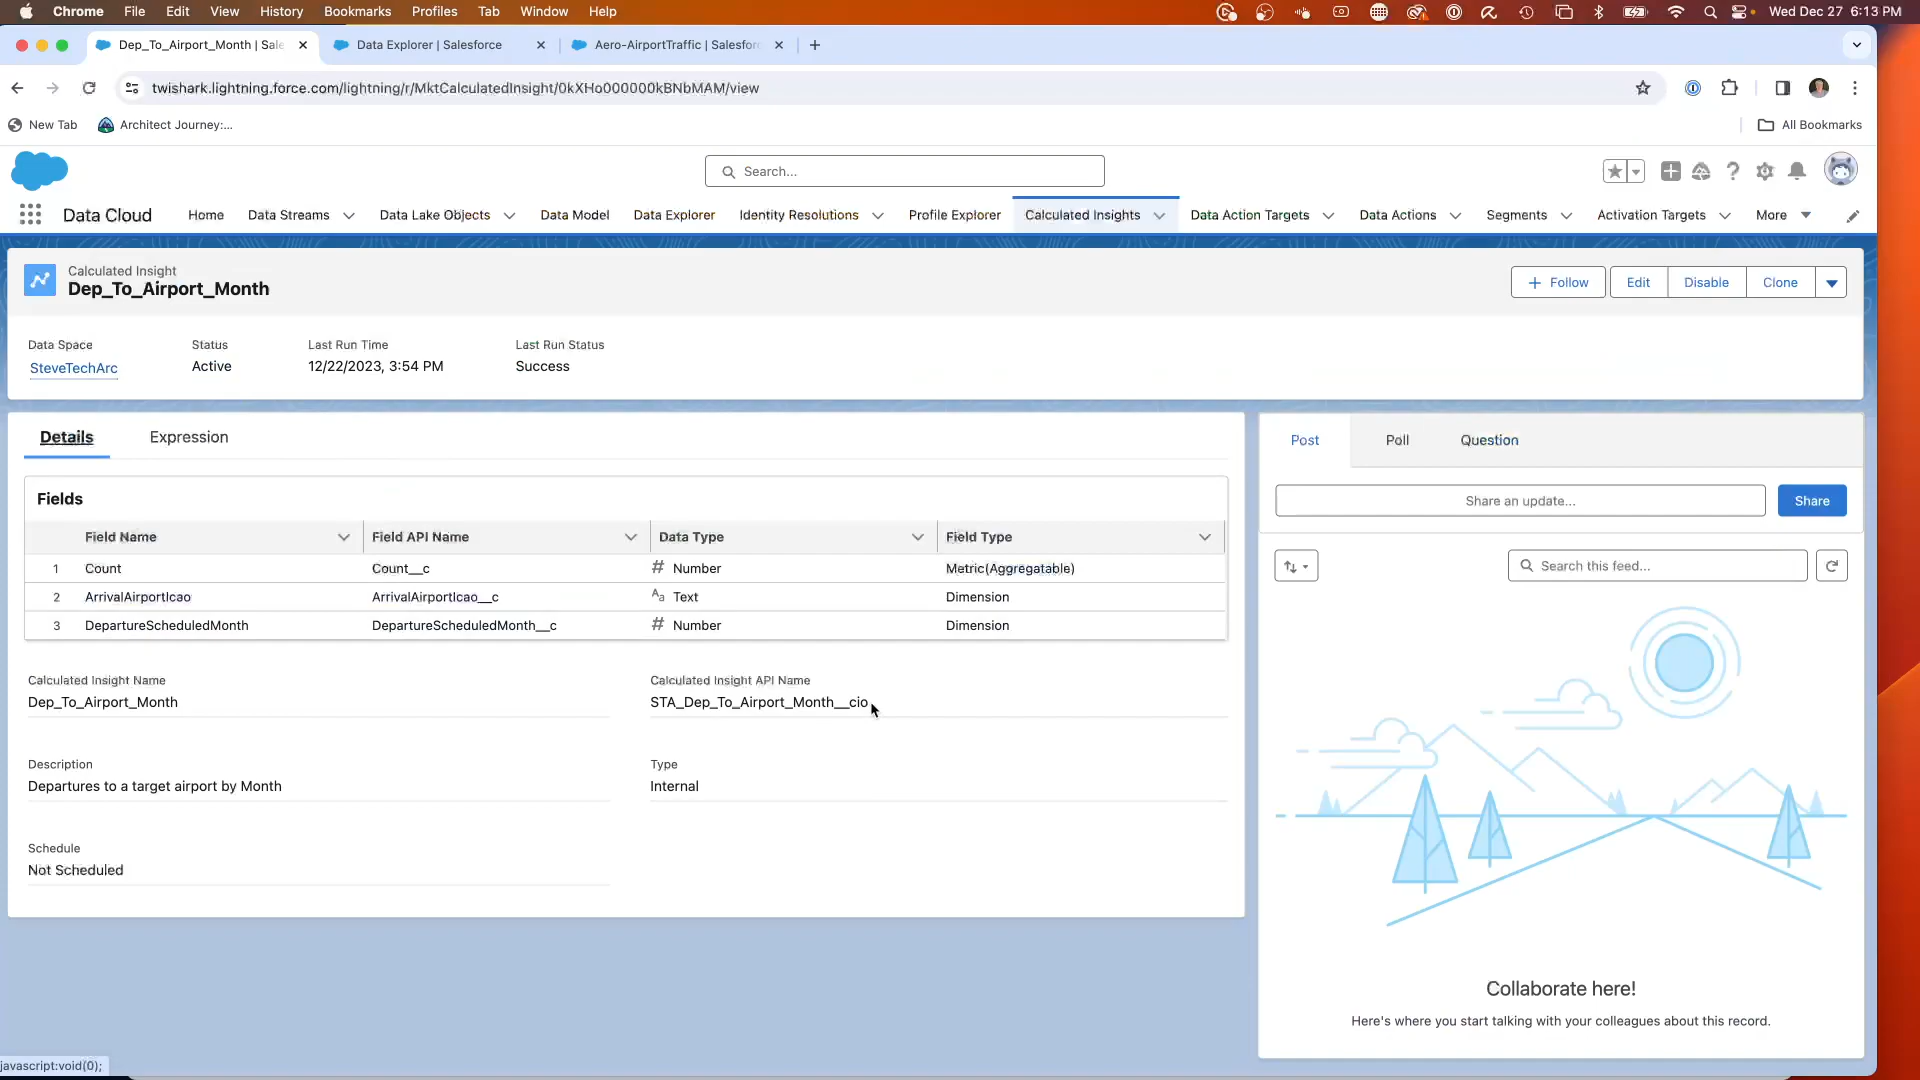 Chrome File Edit View History Bookmarks Profiles Tab Window Help Wed Dec 27 6:13 PM
Dep_To_Airport_Month | Sale Data Explorer | Salesforce Aero-AirportTraffic | Salesfor
twishark.lightning.force.com/lightning/r/MktCalculatedInsight/0kXHo000000kBNbMAM/view
New Tab Architect Journey:... All Bookmarks
Search...
Data Cloud Home Data Streams Data Lake Objects Data Model Data Explorer Identity Resolutions Profile Explorer Calculated Insights Data Action Targets Data Actions Segments Activation Targets More
Calculated Insight
Dep_To_Airport_Month
Follow Edit Disable Clone
Data Space Status Last Run Time Last Run Status
SteveTechArc Active 12/22/2023, 3:54 PM Success
Details Expression
Fields
Field Name Field API Name Data Type Field Type
1 Count Count__c # Number Metric(Aggregatable)
2 ArrivalAirportIcao ArrivalAirportIcao__c Aa Text Dimension
3 DepartureScheduledMonth DepartureScheduledMonth__c # Number Dimension
Calculated Insight Name Calculated Insight API Name
Dep_To_Airport_Month STA_Dep_To_Airport_Month__cio
Description Type
Departures to a target airport by Month Internal
Schedule
Not Scheduled
Post Poll Question
Share an update... Share
Search this feed...
Collaborate here!
Here's where you start talking with your colleagues about this record.
javascript:void(0);